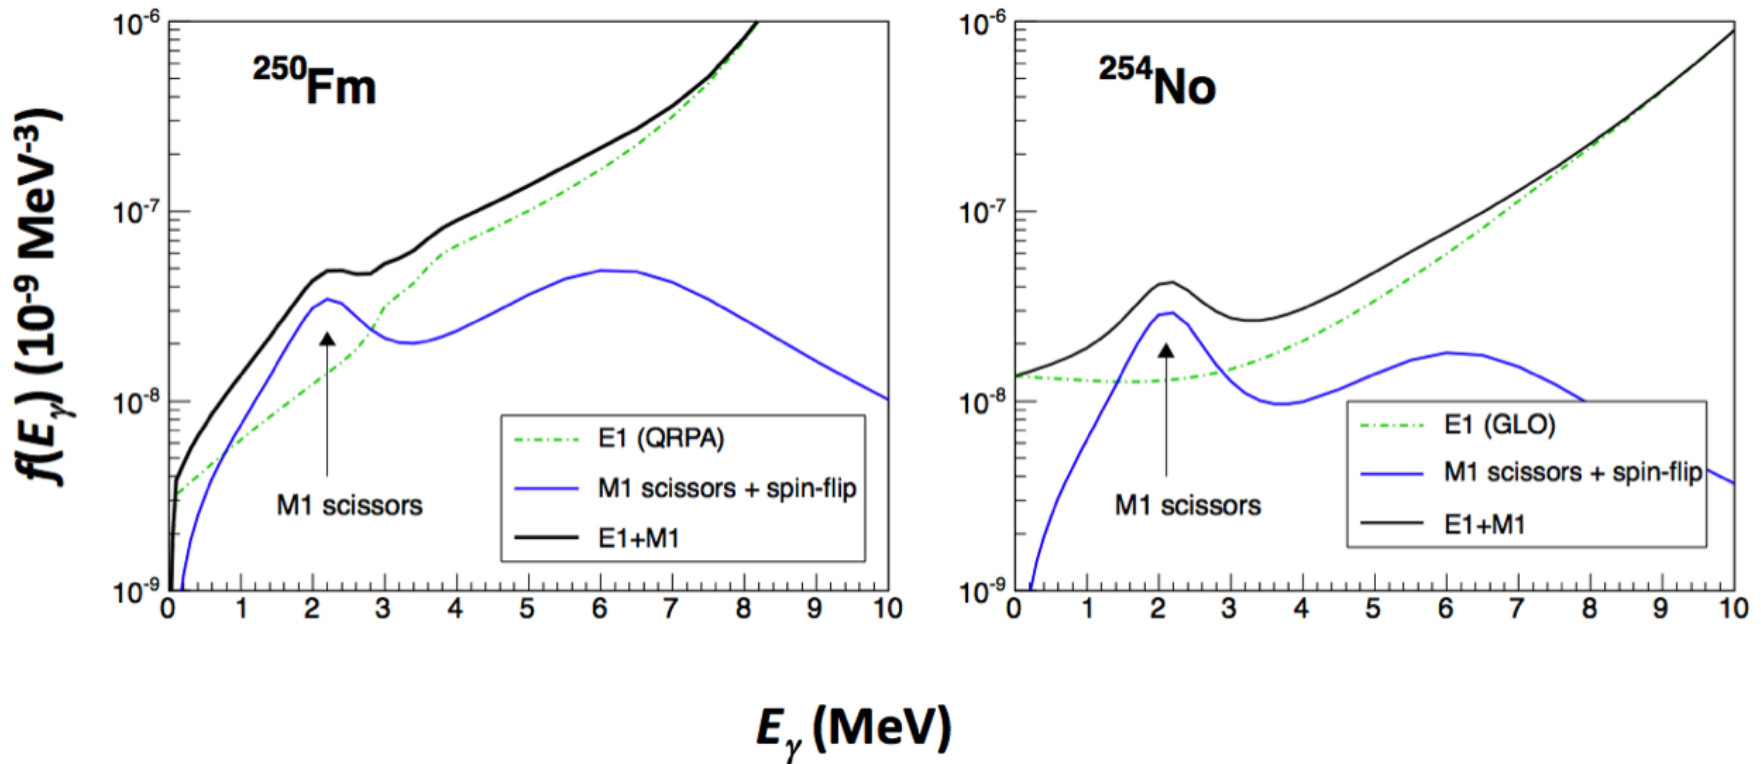 f(Eγ) (10⁻⁹ MeV⁻³)
²⁵⁰Fm
10⁻⁶
10⁻⁷
10⁻⁸
10⁻⁹
M1 scissors
E1 (QRPA)
M1 scissors + spin-flip
E1+M1
0 1 2 3 4 5 6 7 8 9 10
²⁵⁴No
10⁻⁶
10⁻⁷
10⁻⁸
10⁻⁹
M1 scissors
E1 (GLO)
M1 scissors + spin-flip
E1+M1
0 1 2 3 4 5 6 7 8 9 10
Eγ (MeV)